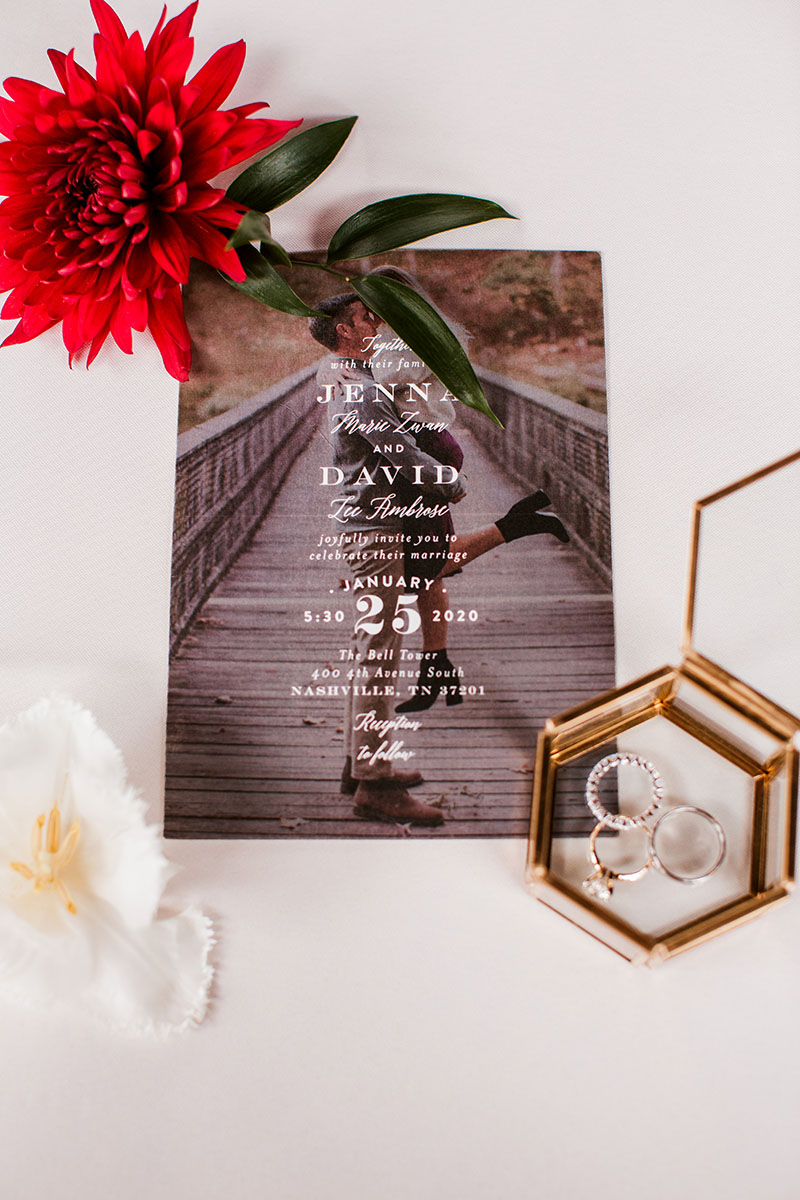 Together
with their fami
JENNA
Marie Zwan
AND
DAVID
Lee Ambrose
joyfully invite you to
celebrate their marriage
· JANUARY ·
5:30 25 2020
The Bell Tower
400 4th Avenue South
NASHVILLE, TN 37201
Reception
to follow